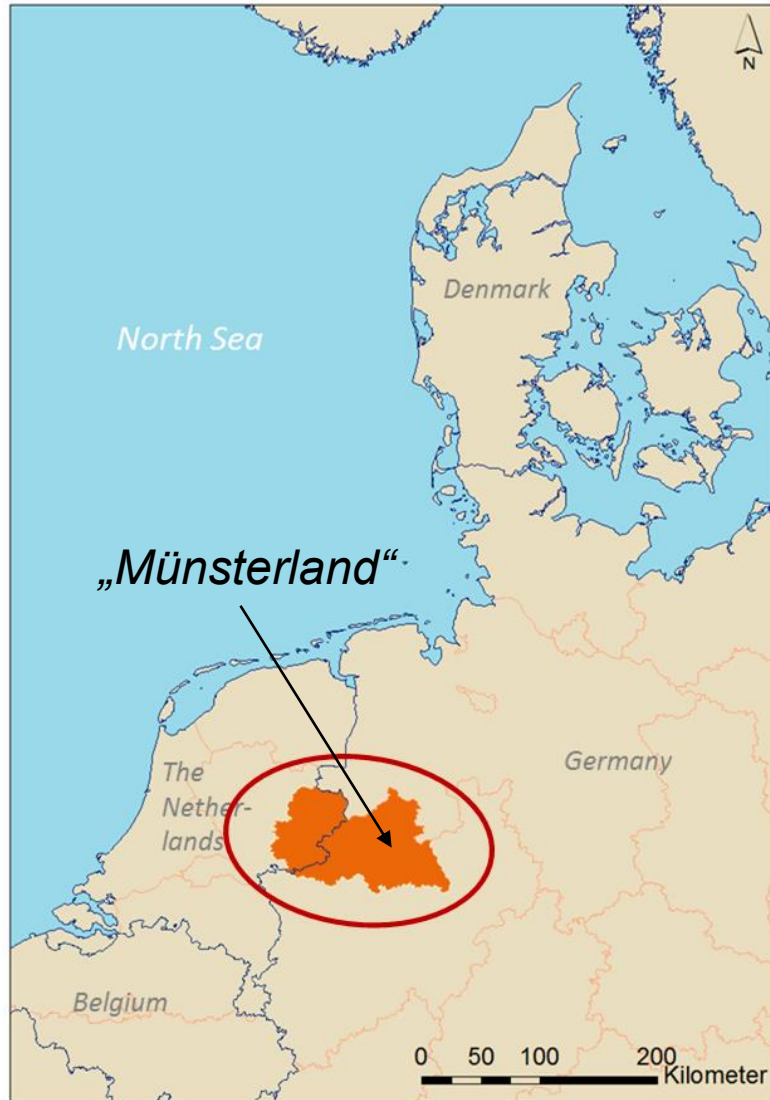 N
Denmark
North Sea
„Münsterland“
The
Nether-
lands
Germany
Belgium
0 50 100 200
Kilometer